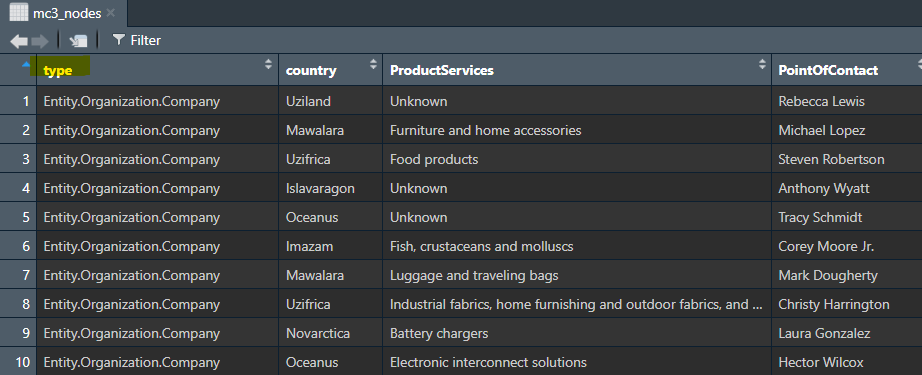 mc3_nodes
Filter
type country ProductServices PointOfContact
1 Entity.Organization.Company Uziland Unknown Rebecca Lewis
2 Entity.Organization.Company Mawalara Furniture and home accessories Michael Lopez
3 Entity.Organization.Company Uzifrica Food products Steven Robertson
4 Entity.Organization.Company Islavaragon Unknown Anthony Wyatt
5 Entity.Organization.Company Oceanus Unknown Tracy Schmidt
6 Entity.Organization.Company Imazam Fish, crustaceans and molluscs Corey Moore Jr.
7 Entity.Organization.Company Mawalara Luggage and traveling bags Mark Dougherty
8 Entity.Organization.Company Uzifrica Industrial fabrics, home furnishing and outdoor fabrics, and ... Christy Harrington
9 Entity.Organization.Company Novarctica Battery chargers Laura Gonzalez
10 Entity.Organization.Company Oceanus Electronic interconnect solutions Hector Wilcox